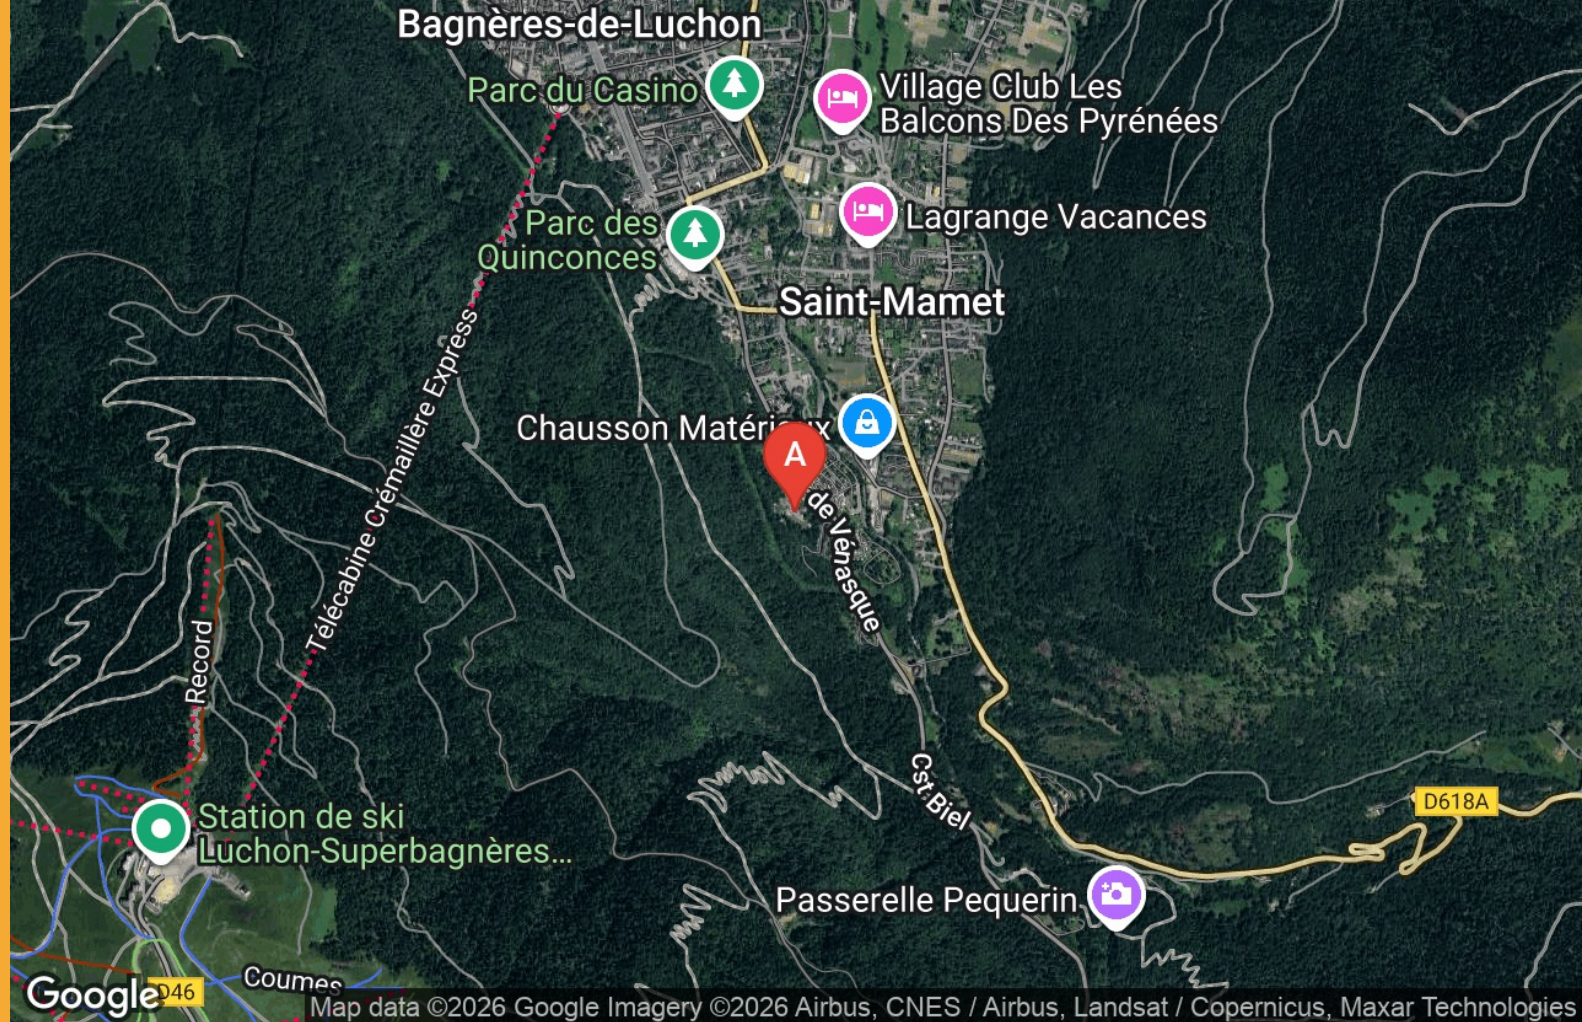 Bagnères-de-Luchon
Parc du Casino
Village Club Les
Balcons Des Pyrénées
Parc des
Quinconces
Lagrange Vacances
Saint-Mamet
Télécabine Crémaillère Express
Chausson Matériaux
A
de Vénasque
Record
Cst Biel
D618A
Station de ski
Luchon-Superbagnères...
Passerelle Pequerin
Coumes
Google
D46
Map data ©2026 Google Imagery ©2026 Airbus, CNES / Airbus, Landsat / Copernicus, Maxar Technologies